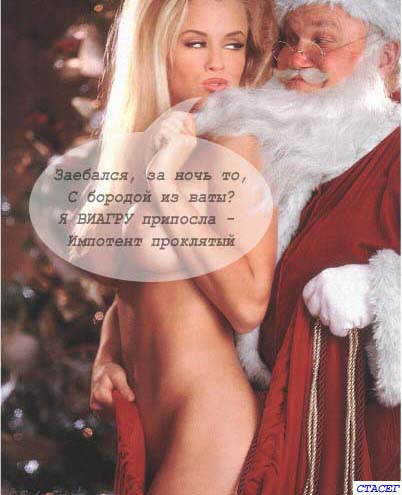 Заебался, за ночь то,
С бородой из ваты?
Я ВИАГРУ припосла -
Импотент проклятый
СТАСЕГ